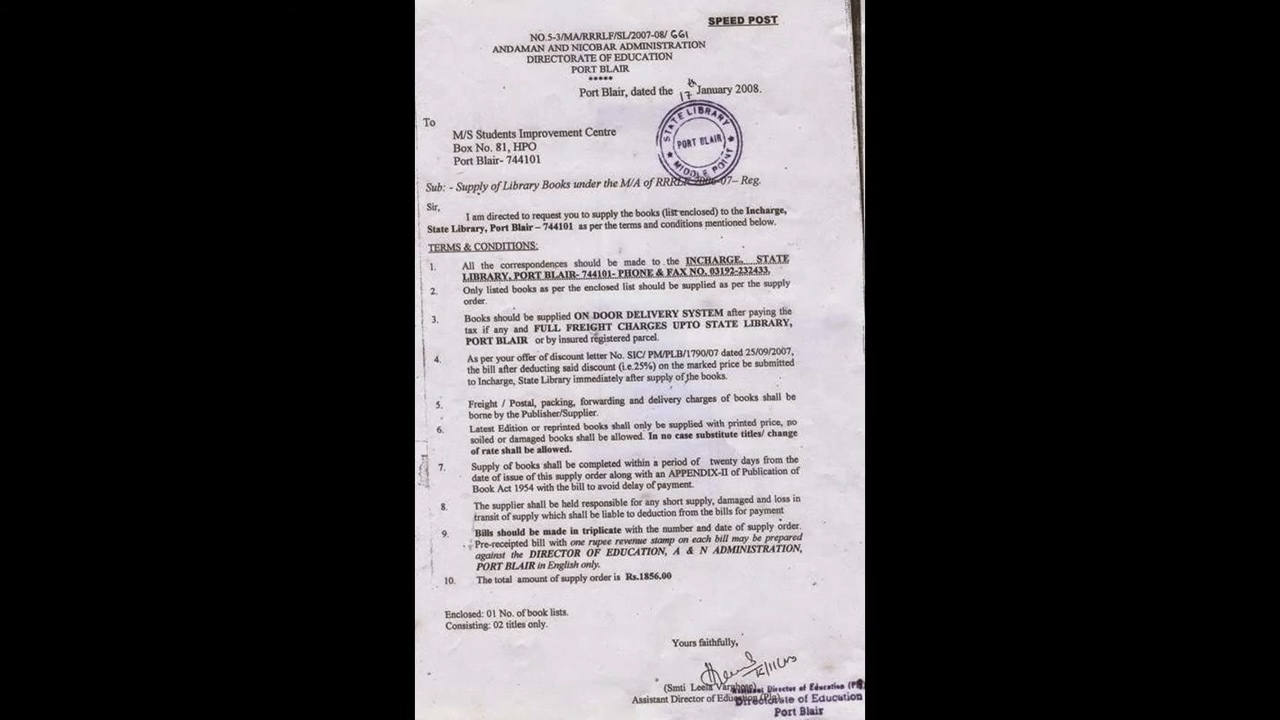 SPEED POST
NO.5-3/MA/RRRLF/SL/2007-08/ 661
ANDAMAN AND NICOBAR ADMINISTRATION
DIRECTORATE OF EDUCATION
PORT BLAIR
*****
Port Blair, dated the 17th January 2008.
STATE LIBRARY
PORT BLAIR
MIDDLE POINT
To
M/S Students Improvement Centre
Box No. 81, HPO
Port Blair- 744101
Sub: - Supply of Library Books under the M/A of RRRLF 2006-07– Reg.
Sir,
I am directed to request you to supply the books (list enclosed) to the Incharge,
State Library, Port Blair – 744101 as per the terms and conditions mentioned below.
TERMS & CONDITIONS:
1. All the correspondences should be made to the INCHARGE, STATE
LIBRARY, PORT BLAIR- 744101- PHONE & FAX NO. 03192-232433.
2. Only listed books as per the enclosed list should be supplied as per the supply
order.
3. Books should be supplied ON DOOR DELIVERY SYSTEM after paying the
tax if any and FULL FREIGHT CHARGES UPTO STATE LIBRARY,
PORT BLAIR or by insured registered parcel.
4. As per your offer of discount letter No. SIC/ PM/PLB/1790/07 dated 25/09/2007,
the bill after deducting said discount (i.e.25%) on the marked price be submitted
to Incharge, State Library immediately after supply of the books.
5. Freight / Postal, packing, forwarding and delivery charges of books shall be
borne by the Publisher/Supplier.
6. Latest Edition or reprinted books shall only be supplied with printed price, no
soiled or damaged books shall be allowed. In no case substitute titles/ change
of rate shall be allowed.
7. Supply of books shall be completed within a period of twenty days from the
date of issue of this supply order along with an APPENDIX-II of Publication of
Book Act 1954 with the bill to avoid delay of payment.
8. The supplier shall be held responsible for any short supply, damaged and loss in
transit of supply which shall be liable to deduction from the bills for payment
9. Bills should be made in triplicate with the number and date of supply order.
Pre-receipted bill with one rupee revenue stamp on each bill may be prepared
against the DIRECTOR OF EDUCATION, A & N ADMINISTRATION,
PORT BLAIR in English only.
10. The total amount of supply order is Rs.1856.00
Enclosed: 01 No. of book lists.
Consisting: 02 titles only.
Yours faithfully,
(Smti Leela Varghese)
Assistant Director of Education (Plg)
Assistant Director of Education
Directorate of Education
Port Blair